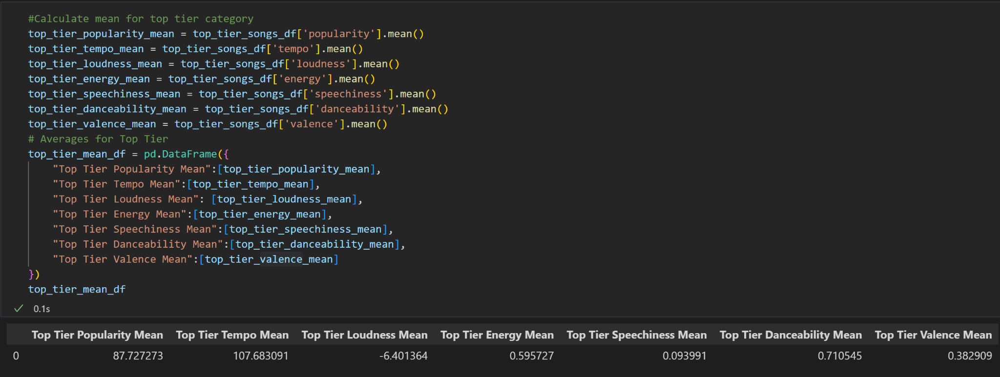 #Calculate mean for top tier category
top_tier_popularity_mean = top_tier_songs_df['popularity'].mean()
top_tier_tempo_mean = top_tier_songs_df['tempo'].mean()
top_tier_loudness_mean = top_tier_songs_df['loudness'].mean()
top_tier_energy_mean = top_tier_songs_df['energy'].mean()
top_tier_speechiness_mean = top_tier_songs_df['speechiness'].mean()
top_tier_danceability_mean = top_tier_songs_df['danceability'].mean()
top_tier_valence_mean = top_tier_songs_df['valence'].mean()
# Averages for Top Tier
top_tier_mean_df = pd.DataFrame({
    "Top Tier Popularity Mean":[top_tier_popularity_mean],
    "Top Tier Tempo Mean":[top_tier_tempo_mean],
    "Top Tier Loudness Mean": [top_tier_loudness_mean],
    "Top Tier Energy Mean":[top_tier_energy_mean],
    "Top Tier Speechiness Mean":[top_tier_speechiness_mean],
    "Top Tier Danceability Mean":[top_tier_danceability_mean],
    "Top Tier Valence Mean":[top_tier_valence_mean]
})
top_tier_mean_df
✓ 0.1s
Top Tier Popularity Mean Top Tier Tempo Mean Top Tier Loudness Mean Top Tier Energy Mean Top Tier Speechiness Mean Top Tier Danceability Mean Top Tier Valence Mean
0 87.727273 107.683091 -6.401364 0.595727 0.093991 0.710545 0.382909